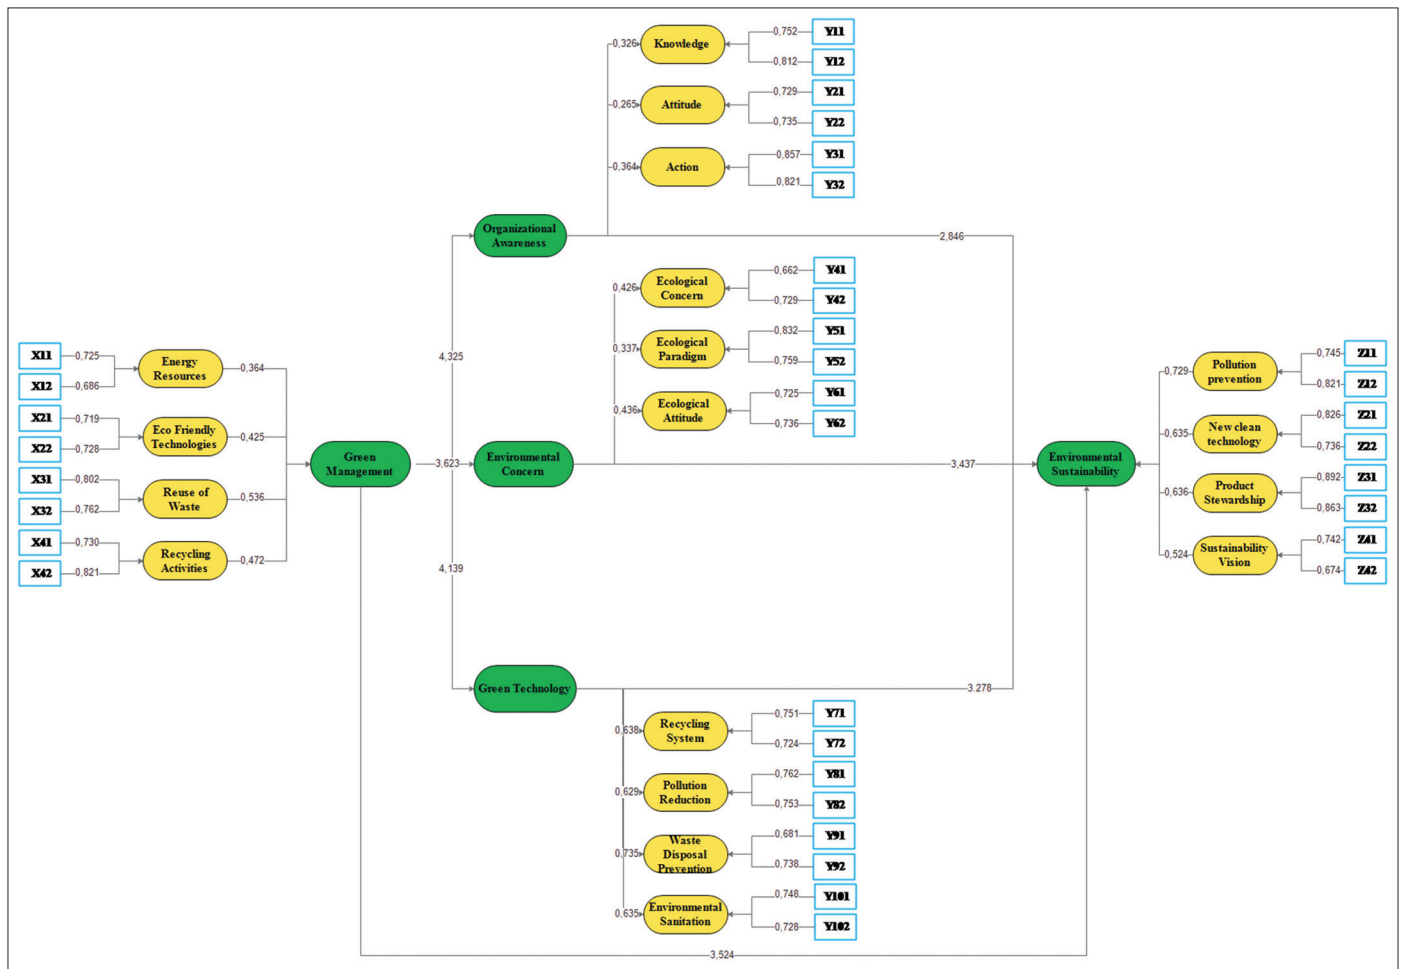 0,326
Knowledge
0,752
Y11
0,812
Y12
0,265
Attitude
0,729
Y21
0,735
Y22
0,364
Action
0,857
Y31
0,821
Y32
Organizational
Awareness
2,846
0,426
Ecological
Concern
0,662
Y41
0,729
Y42
0,337
Ecological
Paradigm
0,832
Y51
0,759
Y52
0,436
Ecological
Attitude
0,725
Y61
0,736
Y62
4,325
X11
0,725
X12
0,686
Energy
Resources
0,364
X21
0,719
X22
0,728
Eco Friendly
Technologies
0,425
X31
0,802
X32
0,762
Reuse of
Waste
0,536
X41
0,730
X42
0,821
Recycling
Activities
0,472
Green
Management
3,623
Environmental
Concern
3,437
Environmental
Sustainability
0,729
Pollution
prevention
0,745
Z11
0,821
Z12
0,635
New clean
technology
0,826
Z21
0,736
Z22
0,636
Product
Stewardship
0,892
Z31
0,863
Z32
0,524
Sustainability
Vision
0,742
Z41
0,674
Z42
4,139
Green Technology
3.278
0,638
Recycling
System
0,751
Y71
0,724
Y72
0,629
Pollution
Reduction
0,762
Y81
0,753
Y82
0,735
Waste
Disposal
Prevention
0,681
Y91
0,738
Y92
0,635
Environmental
Sanitation
0,748
Y101
0,728
Y102
3,524